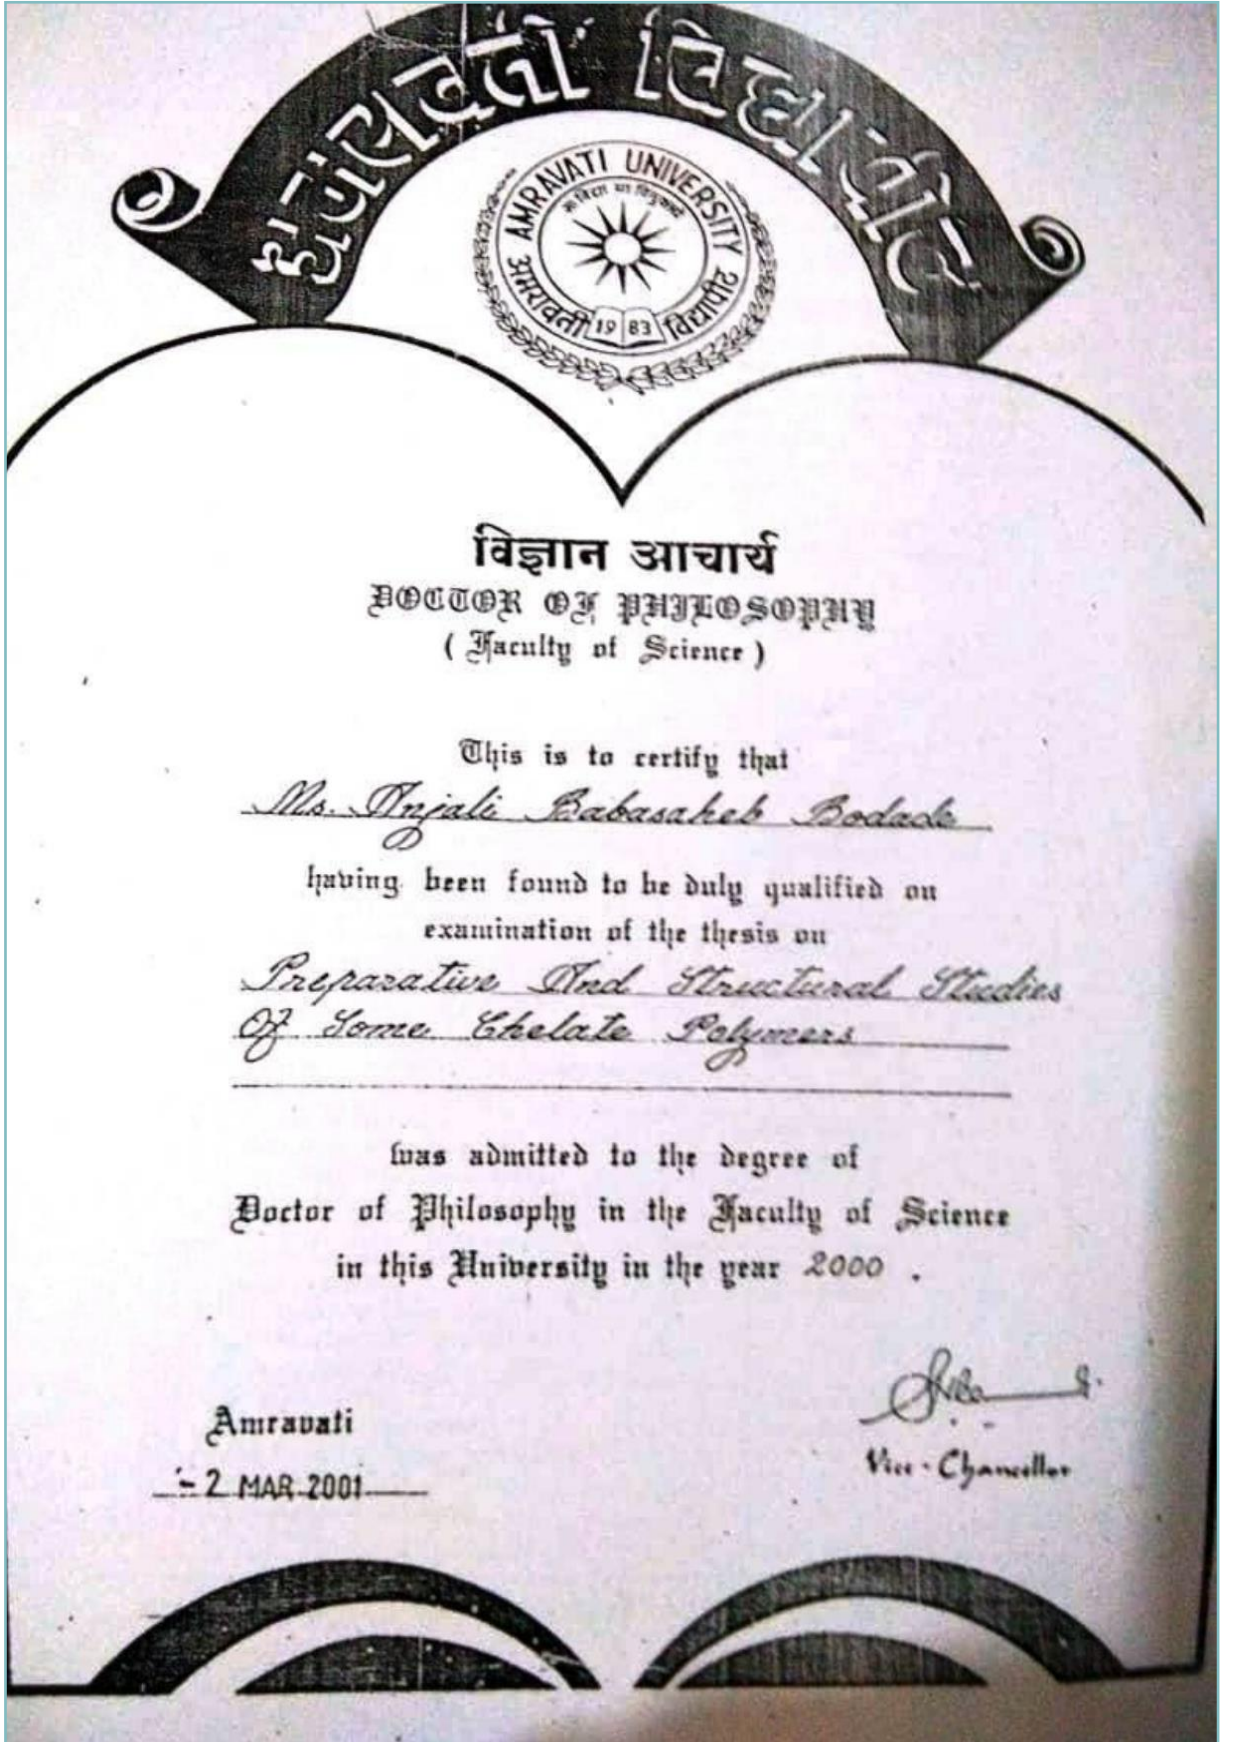 अमरावती विद्यापीठ
AMRAVATI UNIVERSITY
अमरावती विद्यापीठ
1983
विज्ञान आचार्य
DOCTOR OF PHILOSOPHY
( Faculty of Science )
This is to certify that
Ms. Anjali Babasaheb Bodade
having been found to be duly qualified on
examination of the thesis on
Preparative And Structural Studies
Of Some Chelate Polymers
was admitted to the degree of
Doctor of Philosophy in the Faculty of Science
in this University in the year 2000 .
Amravati
- 2 MAR 2001
Vice - Chancellor